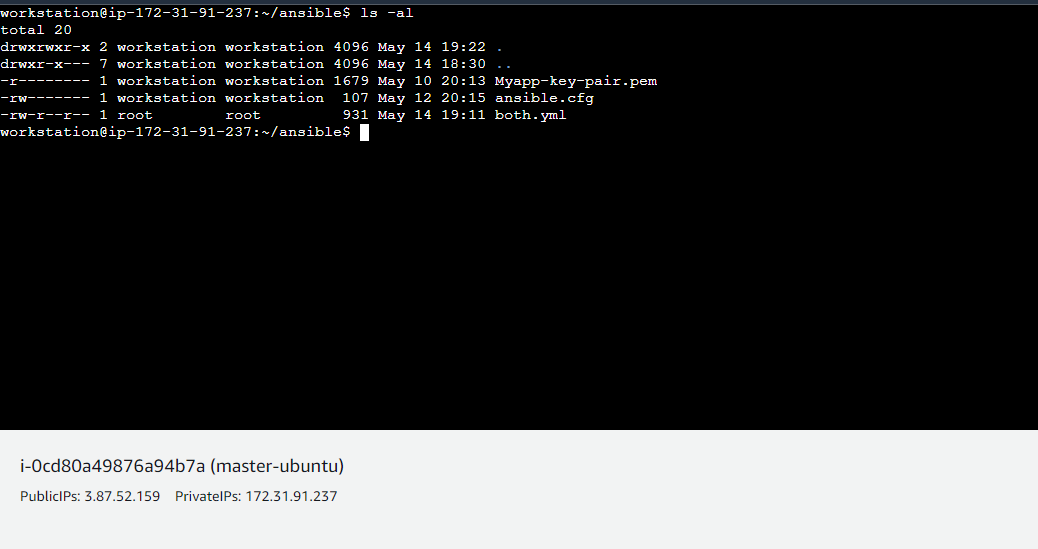 workstation@ip-172-31-91-237:~/ansible$ ls -al
total 20
drwxrwxr-x 2 workstation workstation 4096 May 14 19:22 .
drwxr-x--- 7 workstation workstation 4096 May 14 18:30 ..
-r-------- 1 workstation workstation 1679 May 10 20:13 Myapp-key-pair.pem
-rw------- 1 workstation workstation  107 May 12 20:15 ansible.cfg
-rw-r--r-- 1 root        root         931 May 14 19:11 both.yml
workstation@ip-172-31-91-237:~/ansible$
i-0cd80a49876a94b7a (master-ubuntu)
PublicIPs: 3.87.52.159    PrivateIPs: 172.31.91.237